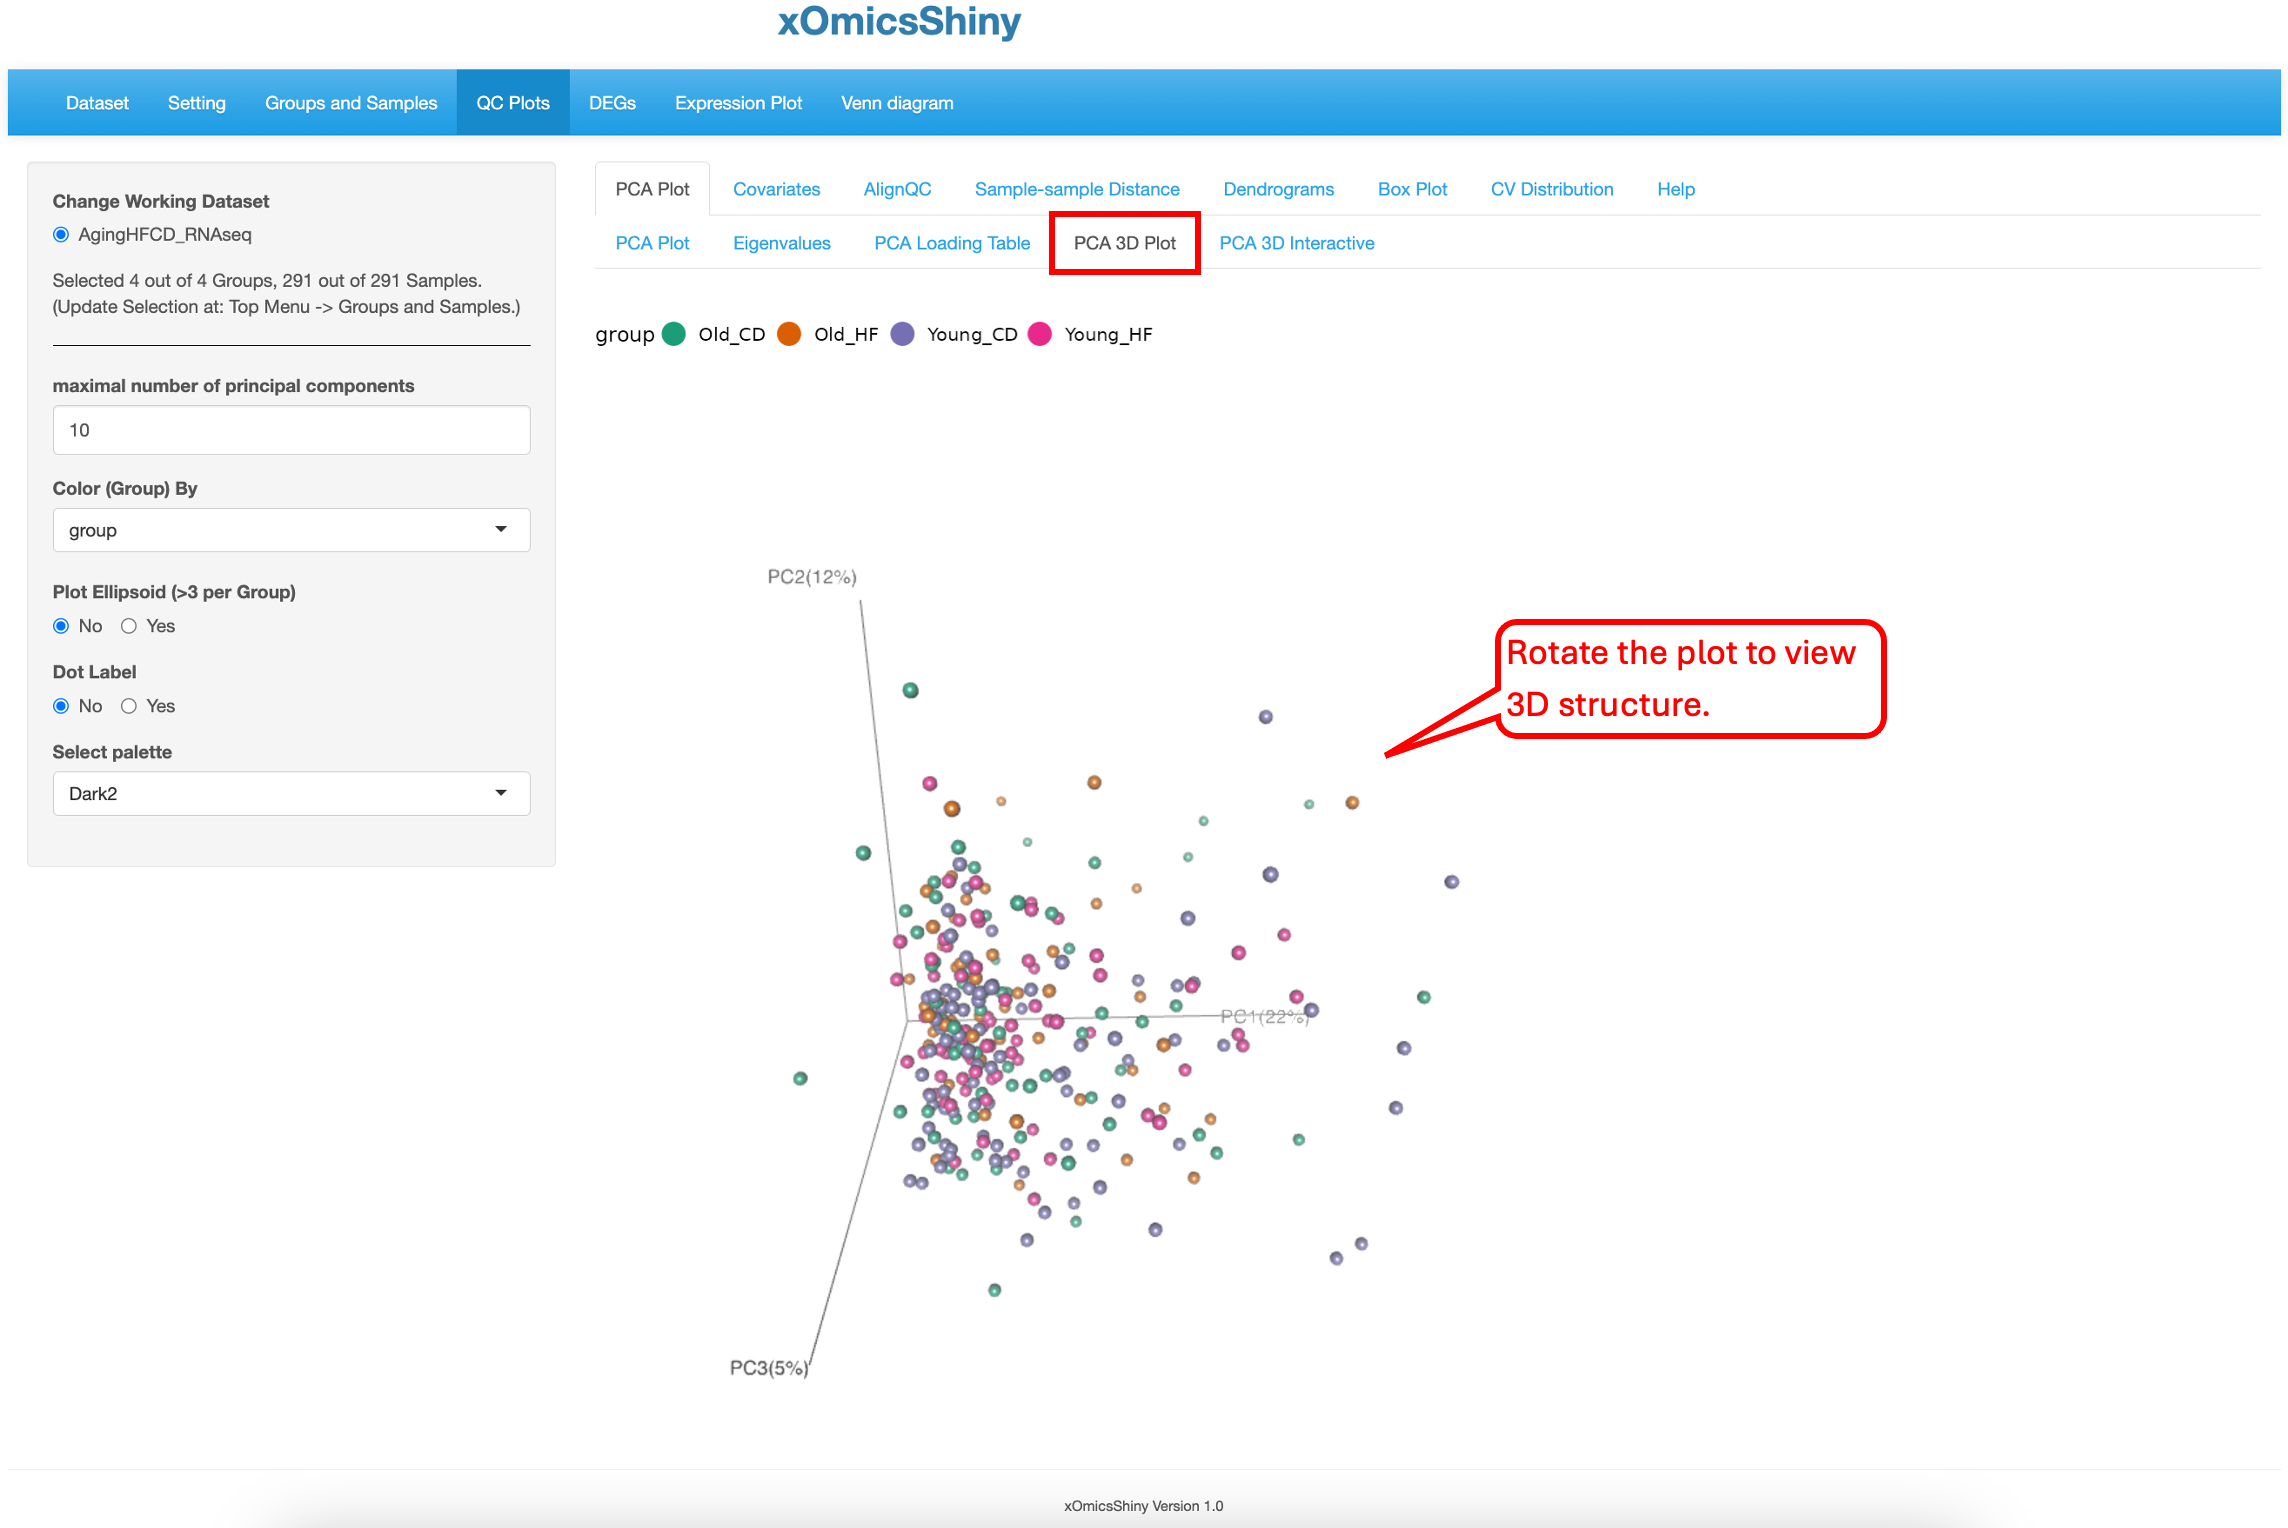 xOmicsShiny
Dataset Setting Groups and Samples QC Plots DEGs Expression Plot Venn diagram
Change Working Dataset
AgingHFCD_RNAseq
Selected 4 out of 4 Groups, 291 out of 291 Samples.
(Update Selection at: Top Menu -> Groups and Samples.)
maximal number of principal components
10
Color (Group) By
group
Plot Ellipsoid (>3 per Group)
No Yes
Dot Label
No Yes
Select palette
Dark2
PCA Plot Covariates AlignQC Sample-sample Distance Dendrograms Box Plot CV Distribution Help
PCA Plot Eigenvalues PCA Loading Table PCA 3D Plot PCA 3D Interactive
group Old_CD Old_HF Young_CD Young_HF
PC2(12%)
Rotate the plot to view
3D structure.
PC1(22%)
PC3(5%)
xOmicsShiny Version 1.0